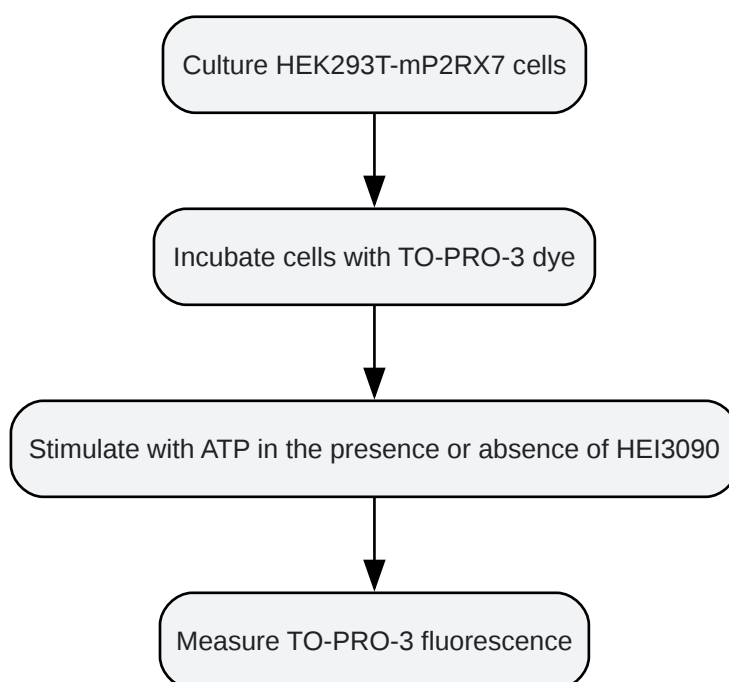 Culture HEK293T-mP2RX7 cells
Incubate cells with TO-PRO-3 dye
Stimulate with ATP in the presence or absence of HEI3090
Measure TO-PRO-3 fluorescence